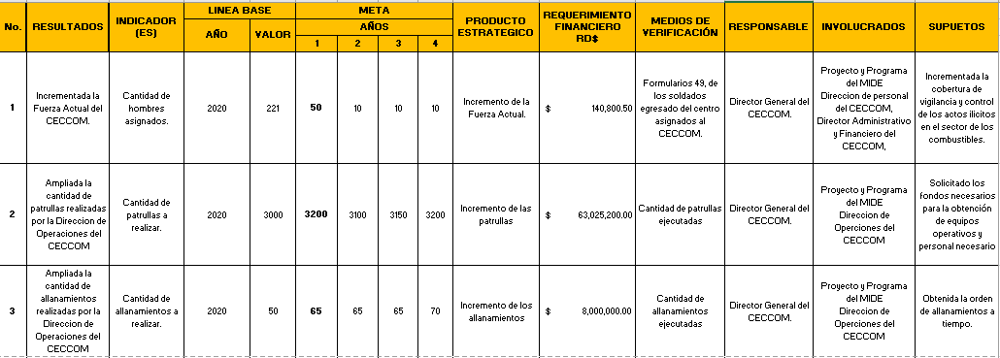 No.
RESULTADOS
INDICADOR
(ES)
LINEA BASE
AÑO
VALOR
META
AÑOS
1
2
3
4
PRODUCTO
ESTRATEGICO
REQUERIMIENTO
FINANCIERO
RD$
MEDIOS DE
VERIFICACIÓN
RESPONSABLE
INVOLUCRADOS
SUPUETOS
1
Incrementada la
Fuerza Actual del
CECCOM.
Cantidad de
hombres
asignados.
2020
221
50
10
10
10
Incremento de la
Fuerza Actual.
$ 140,800.50
Formularios 49, de
los soldados
egresado del centro
asignados al
CECCOM.
Director General del
CECCOM.
Proyecto y Programa
del MIDE
Direccion de personal
del CECCOM,
Director Administrativo
y Financiero del
CECCOM,
Incrementada la
cobertura de
vigilancia y control
de los actos ilicitos
en el sector de los
combustibles.
2
Ampliada la
cantidad de
patrullas realizadas
por la Direccion de
Operaciones del
CECCOM
Cantidad de
patrullas a
realizar.
2020
3000
3200
3100
3150
3200
Incremento de las
patrullas
$ 63,025,200.00
Cantidad de patrullas
ejecutadas
Director General del
CECCOM.
Proyecto y Programa
del MIDE
Direccion de
Operciones del
CECCOM
Solicitado los
fondos necesarios
para la obtención
de equipos
operativos y
personal necesario
3
Ampliada la
cantidad de
allanamientos
realizadas por la
Direccion de
Operaciones del
CECCOM
Cantidad de
allanamientos a
realizar.
2020
50
65
65
65
70
Incremento de los
allanamientos
$ 8,000,000.00
Cantidad de
allanamientos
ejecutadas
Director General del
CECCOM.
Proyecto y Programa
del MIDE
Direccion de
Operciones del
CECCOM
Obtenida la orden
de allanamientos a
tiempo.